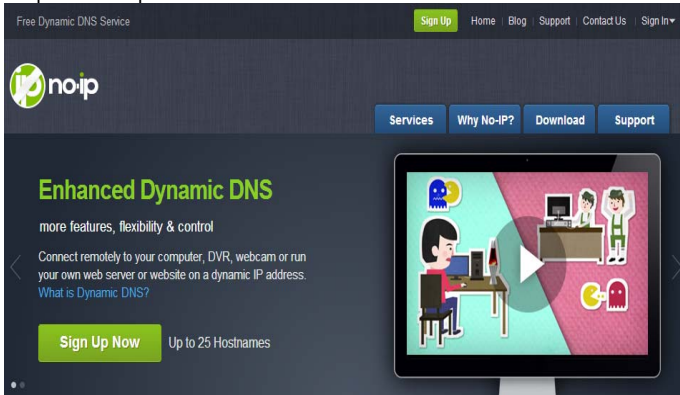 Free Dynamic DNS Service
Sign Up Home Blog Support Contact Us Sign In
no-ip
Services Why No-IP? Download Support
Enhanced Dynamic DNS
more features, flexibility & control
Connect remotely to your computer, DVR, webcam or run
your own web server or website on a dynamic IP address.
What is Dynamic DNS?
Sign Up Now Up to 25 Hostnames